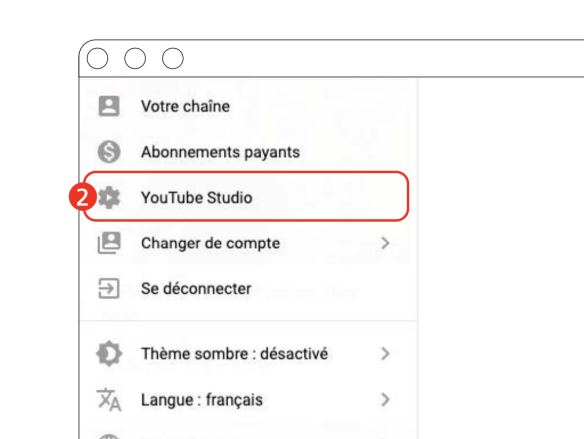 Votre chaîne
Abonnements payants
2 YouTube Studio
Changer de compte
Se déconnecter
Thème sombre : désactivé
Langue : français